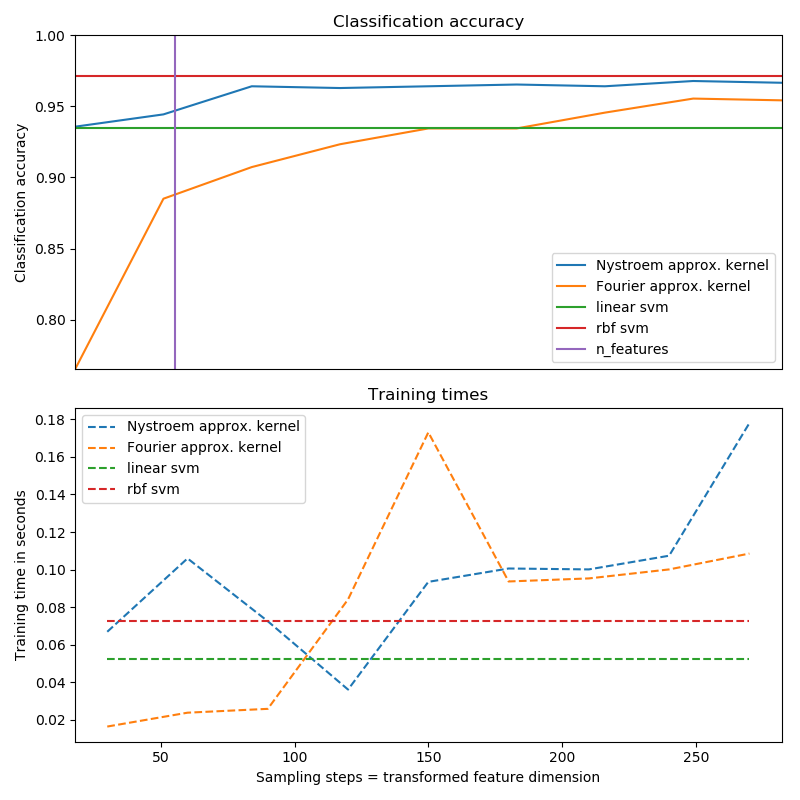 Classification accuracy
1.00
0.95
0.90
0.85
0.80
Classification accuracy
Nystroem approx. kernel
Fourier approx. kernel
linear svm
rbf svm
n_features
Training times
0.18
0.16
0.14
0.12
0.10
0.08
0.06
0.04
0.02
Training time in seconds
Nystroem approx. kernel
Fourier approx. kernel
linear svm
rbf svm
50
100
150
200
250
Sampling steps = transformed feature dimension